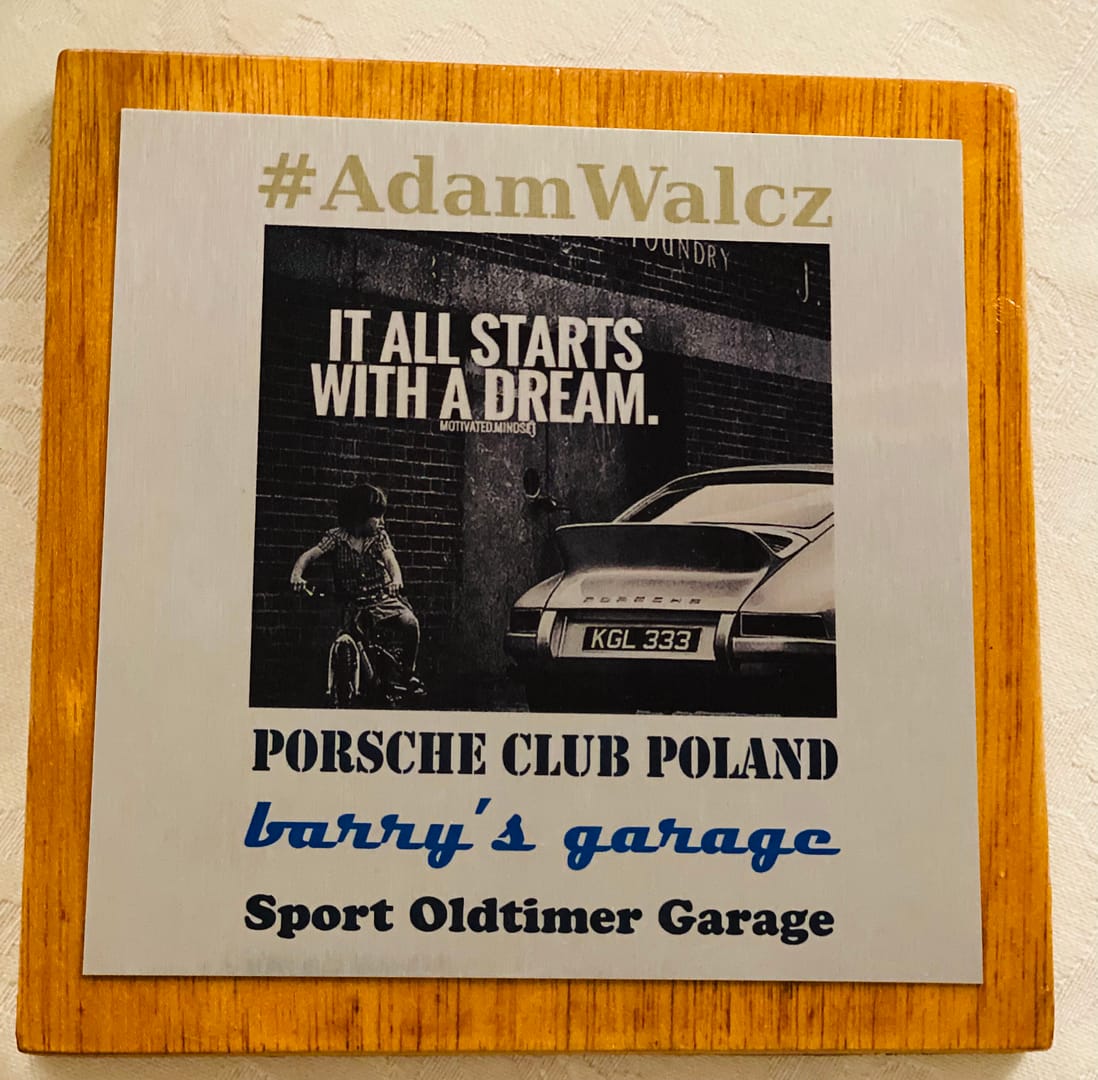 #AdamWalcz
FOUNDRY
J.
IT ALL STARTS
WITH A DREAM.
MOTIVATED.MINDSET
PORSCHE
KGL 333
PORSCHE CLUB POLAND
barry's garage
Sport Oldtimer Garage